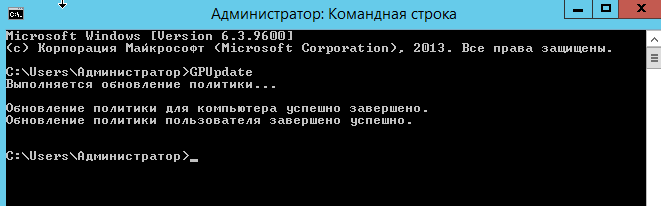 Администратор: Командная строка
Microsoft Windows [Version 6.3.9600]
(c) Корпорация Майкрософт (Microsoft Corporation), 2013. Все права защищены.
C:\Users\Администратор>GPUpdate
Выполняется обновление политики...
Обновление политики для компьютера успешно завершено.
Обновление политики пользователя завершено успешно.
C:\Users\Администратор>_